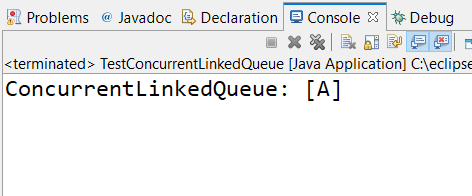 Problems @ Javadoc Declaration Console Debug
<terminated> TestConcurrentLinkedQueue [Java Application] C:\eclipse
ConcurrentLinkedQueue: [A]